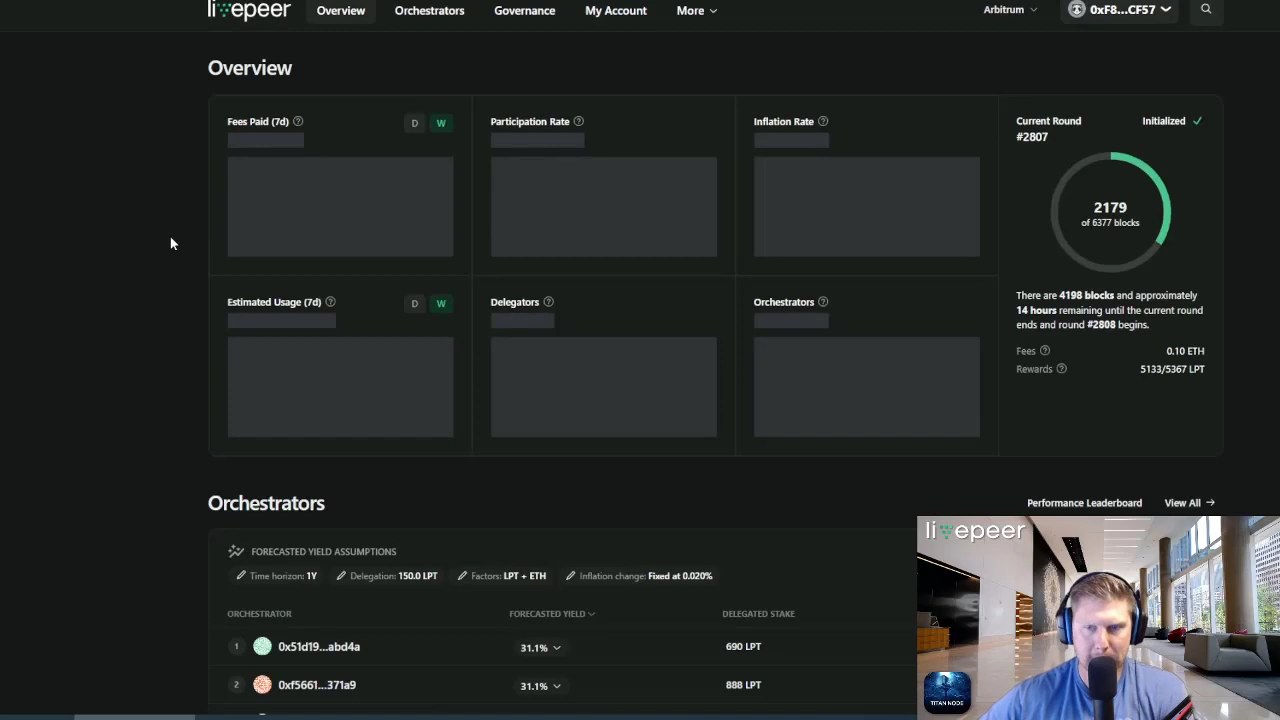 livepeer
Overview
Orchestrators
Governance
My Account
More
Arbitrum
0xF8...CF57
Overview
Fees Paid (7d)
D W
Participation Rate
Inflation Rate
Current Round
#2807
Initialized
2179
of 6377 blocks
There are 4198 blocks and approximately
14 hours remaining until the current round
ends and round #2808 begins.
Fees
0.10 ETH
Rewards
5133/5367 LPT
Estimated Usage (7d)
D W
Delegators
Orchestrators
Orchestrators
Performance Leaderboard
View All
FORECASTED YIELD ASSUMPTIONS
Time horizon: 1Y
Delegation: 150.0 LPT
Factors: LPT + ETH
Inflation change: Fixed at 0.020%
ORCHESTRATOR
FORECASTED YIELD
DELEGATED STAKE
1 0x51d19...abd4a
31.1%
690 LPT
2 0xf5661...371a9
31.1%
888 LPT
livepeer
TITAN NODE